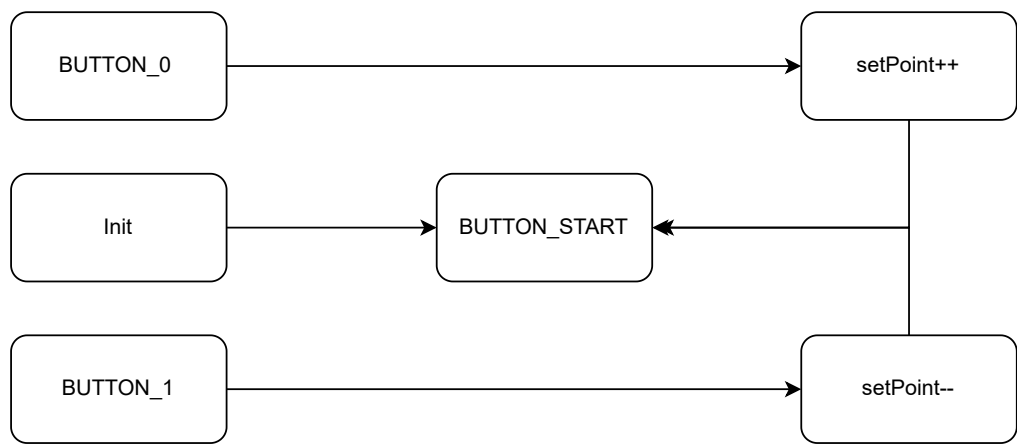 BUTTON_0
setPoint++
Init
BUTTON_START
BUTTON_1
setPoint--